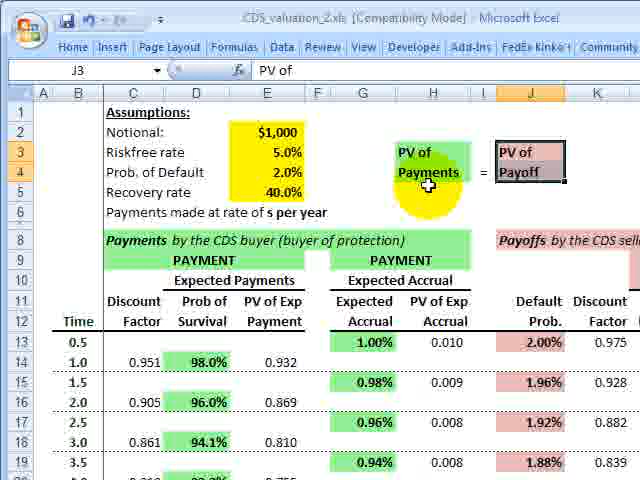 CDS_valuation_2.xls [Compatibility Mode] - Microsoft Excel
Home Insert Page Layout Formulas Data Review View Developer Add-Ins FedEx Kinko's Community
J3 fx PV of
A B C D E F G H I J K
1 Assumptions:
2 Notional: $1,000
3 Riskfree rate 5.0% PV of PV of
4 Prob. of Default 2.0% Payments = Payoff
5 Recovery rate 40.0%
6 Payments made at rate of s per year
8 Payments by the CDS buyer (buyer of protection) Payoffs by the CDS sell
9 PAYMENT PAYMENT
10 Expected Payments Expected Accrual
11 Discount Prob of PV of Exp Expected PV of Exp Default Discount
12 Time Factor Survival Payment Accrual Accrual Prob. Factor
13 0.5 1.00% 0.010 2.00% 0.975
14 1.0 0.951 98.0% 0.932
15 1.5 0.98% 0.009 1.96% 0.928
16 2.0 0.905 96.0% 0.869
17 2.5 0.96% 0.008 1.92% 0.882
18 3.0 0.861 94.1% 0.810
19 3.5 0.94% 0.008 1.88% 0.839